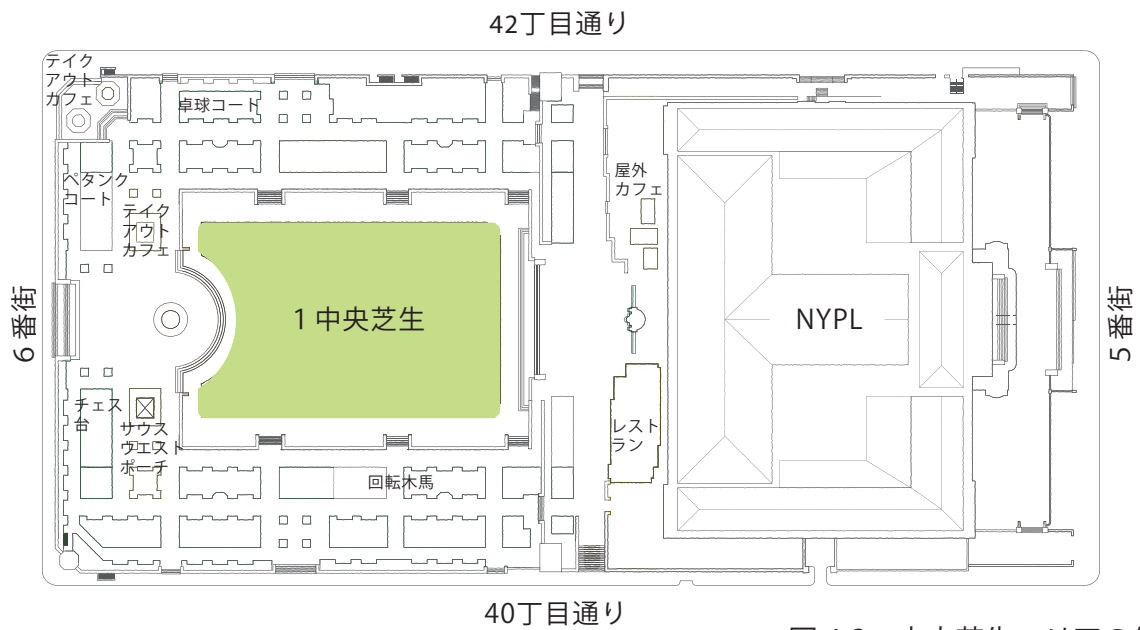 42丁目通り
テイク
アウト
カフェ
卓球コート
ペタンク
コート
テイク
アウト
カフェ
屋外
カフェ
6番街
1 中央芝生
NYPL
5番街
チェス
台
サウス
ウエスト
ポーチ
レスト
ラン
回転木馬
40丁目通り